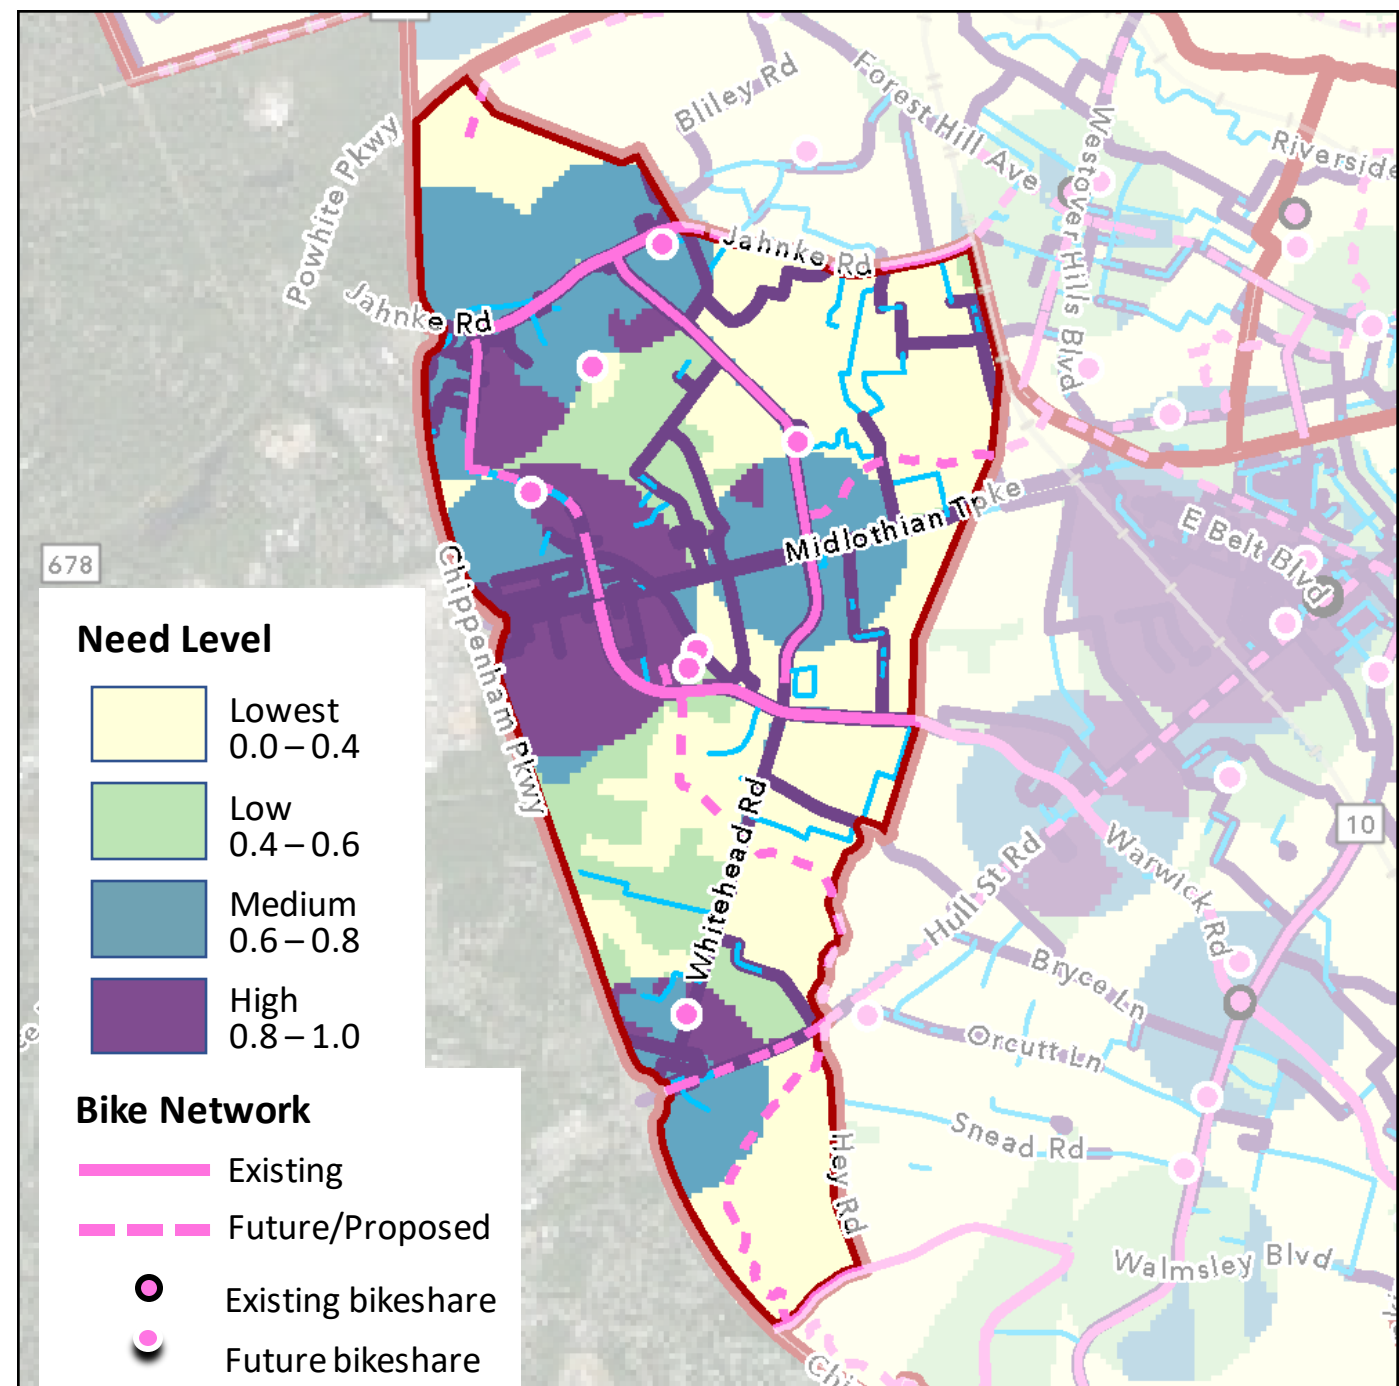 Bliley Rd
Forest Hill Ave
Westover Hills Blvd
Riverside
Powhite Pkwy
Jahnke Rd
Jahnke Rd
Midlothian Tpke
E Belt Blvd
678
Chippenham Pkwy
Need Level
Lowest
0.0 – 0.4
Low
0.4 – 0.6
Medium
0.6 – 0.8
High
0.8 – 1.0
Bike Network
Existing
Future/Proposed
Existing bikeshare
Future bikeshare
Whitehead Rd
10
Warwick Rd
Hull St Rd
Bryce Ln
Orcutt Ln
Snead Rd
Hey Rd
Walmsley Blvd
Chi